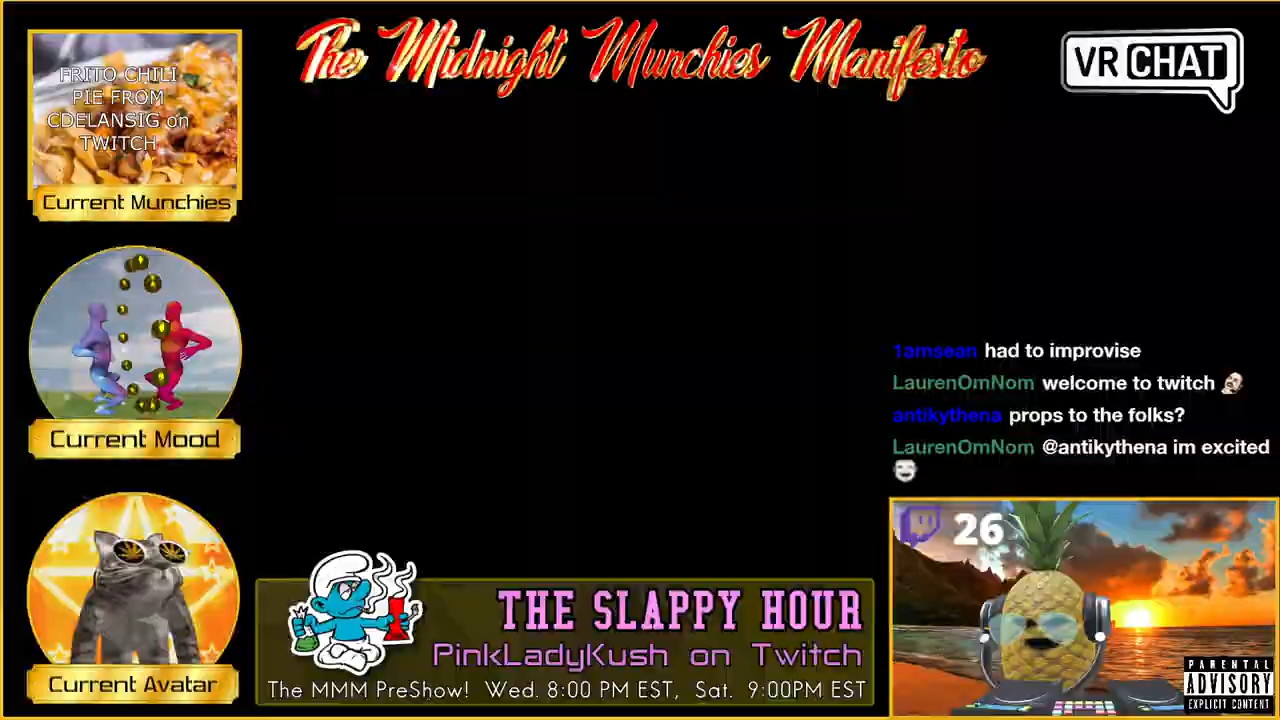 The Midnight Munchies Manifesto
VRCHAT
FRITO CHILI
PIE FROM
CDELANSIG on
TWITCH
Current Munchies
Current Mood
Current Avatar
1amsean had to improvise
LaurenOmNom welcome to twitch
antikythena props to the folks?
LaurenOmNom @antikythena im excited
26
THE SLAPPY HOUR
PinkLadyKush on Twitch
The MMM PreShow! Wed. 8:00 PM EST, Sat. 9:00PM EST
PARENTAL
ADVISORY
EXPLICIT CONTENT